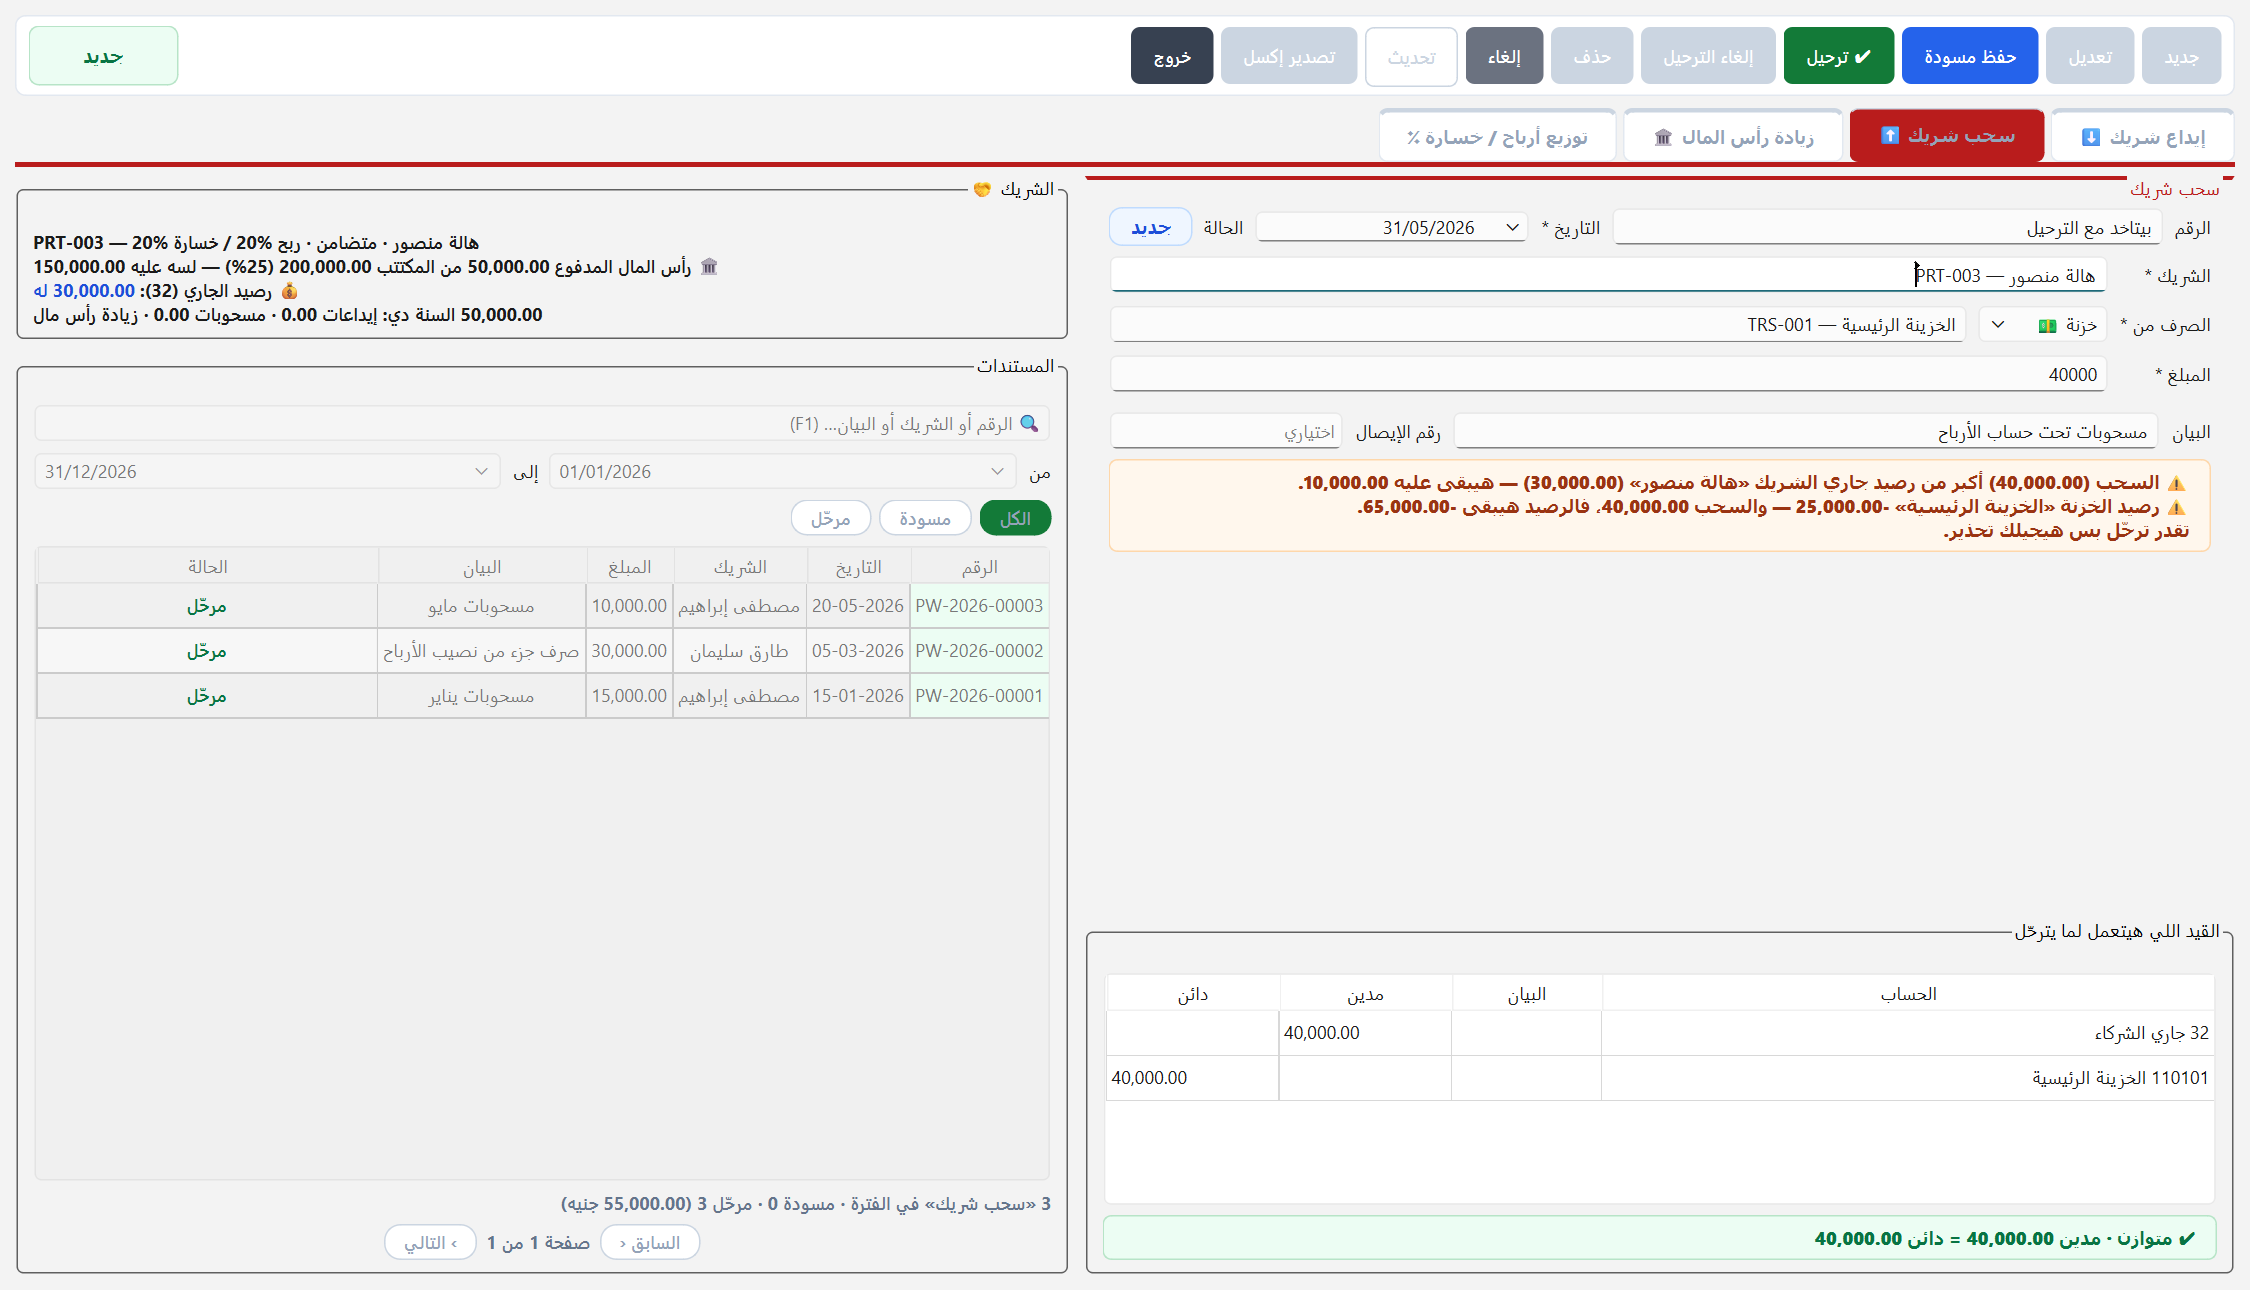 جديد
تعديل
حفظ مسودة
✔ ترحيل
إلغاء الترحيل
حذف
إلغاء
تحديث
تصدير إكسل
خروج
جديد
إيداع شريك ⬇️
سحب شريك ⬆️
زيادة رأس المال 🏛️
توزيع أرباح / خسارة ٪
سحب شريك
الرقم بيتاخد مع الترحيل التاريخ * 31/05/2026 الحالة جديد
الشريك * هالة منصور — PRT-003
الصرف من * خزنة 💵 الخزينة الرئيسية — TRS-001
المبلغ * 40000
البيان مسحوبات تحت حساب الأرباح رقم الإيصال اختياري
⚠️ السحب (40,000.00) أكبر من رصيد جاري الشريك «هالة منصور» (30,000.00) — هيبقى عليه 10,000.00.
⚠️ رصيد الخزنة «الخزينة الرئيسية» -25,000.00 — والسحب 40,000.00، فالرصيد هيبقى -65,000.00.
تقدر ترحّل بس هيجيلك تحذير.
القيد اللي هيتعمل لما يترحّل
الحساب البيان مدين دائن
32 جاري الشركاء 40,000.00
110101 الخزينة الرئيسية 40,000.00
✔ متوازن · مدين 40,000.00 = دائن 40,000.00
الشريك 🤝
PRT-003 — هالة منصور · متضامن · ربح 20% / خسارة 20%
🏛️ رأس المال المدفوع 50,000.00 من المكتتب 200,000.00 (25%) — لسه عليه 150,000.00
💰 رصيد الجاري (32): 30,000.00 له
السنة دي: إيداعات 0.00 · مسحوبات 0.00 · زيادة رأس مال 50,000.00
المستندات
🔍 الرقم أو الشريك أو البيان... (F1)
من 01/01/2026 إلى 31/12/2026
الكل مسودة مرحّل
الرقم التاريخ الشريك المبلغ البيان الحالة
PW-2026-00003 20-05-2026 مصطفى إبراهيم 10,000.00 مسحوبات مايو مرحّل
PW-2026-00002 05-03-2026 طارق سليمان 30,000.00 صرف جزء من نصيب الأرباح مرحّل
PW-2026-00001 15-01-2026 مصطفى إبراهيم 15,000.00 مسحوبات يناير مرحّل
3 «سحب شريك» في الفترة · مسودة 0 · مرحّل 3 (55,000.00 جنيه)
السابق ‹ صفحة 1 من 1 › التالي